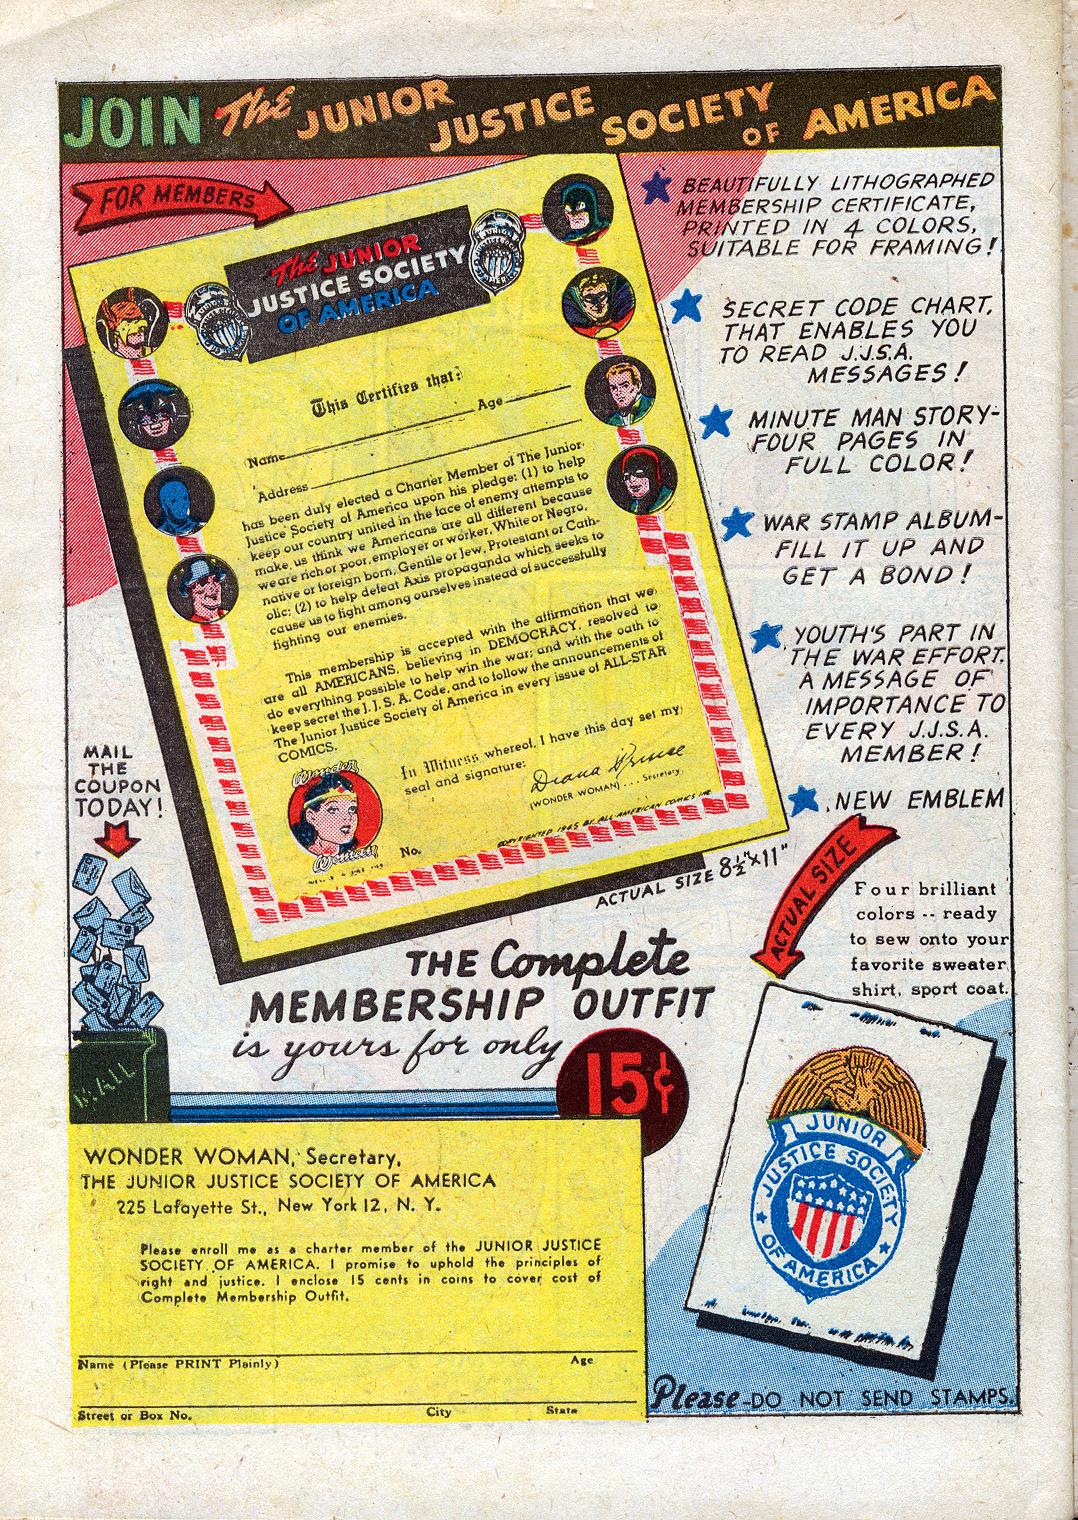 JOIN The JUNIOR JUSTICE SOCIETY OF AMERICA
FOR MEMBERS
The JUNIOR
JUSTICE SOCIETY
OF AMERICA
This Certifies that:
Name Age
Address
has been duly elected a Charter Member of The Junior
Justice Society of America upon his pledge: (1) to help
keep our country united in the face of enemy attempts to
make us think we Americans are all different because
we are rich or poor, employer or worker, White or Negro,
native or foreign born, Gentile or Jew, Protestant or Cath-
olic; (2) to help defeat Axis propaganda which seeks to
cause us to fight among ourselves instead of successfully
fighting our enemies.
This membership is accepted with the affirmation that we
are all AMERICANS, believing in DEMOCRACY, resolved to
do everything possible to help win the war; and with the oath to
keep secret the J. J. S. A. Code, and to follow the announcements of
The Junior Justice Society of America in every issue of ALL-STAR
COMICS.
In Witness whereof, I have this day set my
seal and signature:
Diana Prince
(WONDER WOMAN) . . . Secretary
Wonder
Woman
No.
COPYRIGHTED 1945 BY ALL AMERICAN COMICS INC
ACTUAL SIZE 8½"x11"
BEAUTIFULLY LITHOGRAPHED
MEMBERSHIP CERTIFICATE,
PRINTED IN 4 COLORS,
SUITABLE FOR FRAMING!
SECRET CODE CHART,
THAT ENABLES YOU
TO READ J.J.S.A.
MESSAGES!
MINUTE MAN STORY-
FOUR PAGES IN
FULL COLOR!
WAR STAMP ALBUM-
FILL IT UP AND
GET A BOND!
YOUTH'S PART IN
THE WAR EFFORT.
A MESSAGE OF
IMPORTANCE TO
EVERY J.J.S.A.
MEMBER!
NEW EMBLEM
ACTUAL SIZE
Four brilliant
colors -- ready
to sew onto your
favorite sweater
shirt, sport coat.
JUNIOR
JUSTICE SOCIETY
OF AMERICA
MAIL
THE
COUPON
TODAY!
THE Complete
MEMBERSHIP OUTFIT
is yours for only
15¢
WONDER WOMAN, Secretary,
THE JUNIOR JUSTICE SOCIETY OF AMERICA
225 Lafayette St., New York 12, N. Y.
Please enroll me as a charter member of the JUNIOR JUSTICE
SOCIETY OF AMERICA. I promise to uphold the principles of
right and justice. I enclose 15 cents in coins to cover cost of
Complete Membership Outfit.
Name (Please PRINT Plainly) Age
Street or Box No. City State
Please-DO NOT SEND STAMPS.